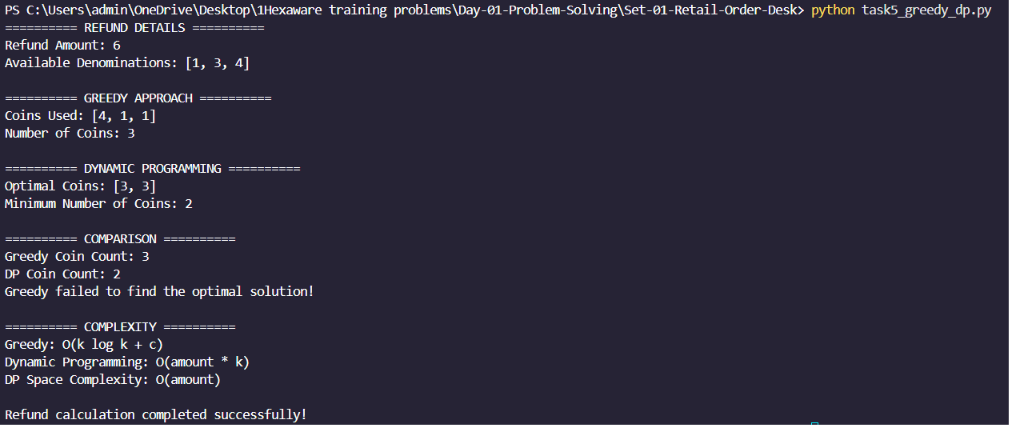 PS C:\Users\admin\OneDrive\Desktop\1Hexaware training problems\Day-01-Problem-Solving\Set-01-Retail-Order-Desk> python task5_greedy_dp.py
========== REFUND DETAILS ==========
Refund Amount: 6
Available Denominations: [1, 3, 4]
========== GREEDY APPROACH ==========
Coins Used: [4, 1, 1]
Number of Coins: 3
========== DYNAMIC PROGRAMMING ==========
Optimal Coins: [3, 3]
Minimum Number of Coins: 2
========== COMPARISON ==========
Greedy Coin Count: 3
DP Coin Count: 2
Greedy failed to find the optimal solution!
========== COMPLEXITY ==========
Greedy: O(k log k + c)
Dynamic Programming: O(amount * k)
DP Space Complexity: O(amount)
Refund calculation completed successfully!